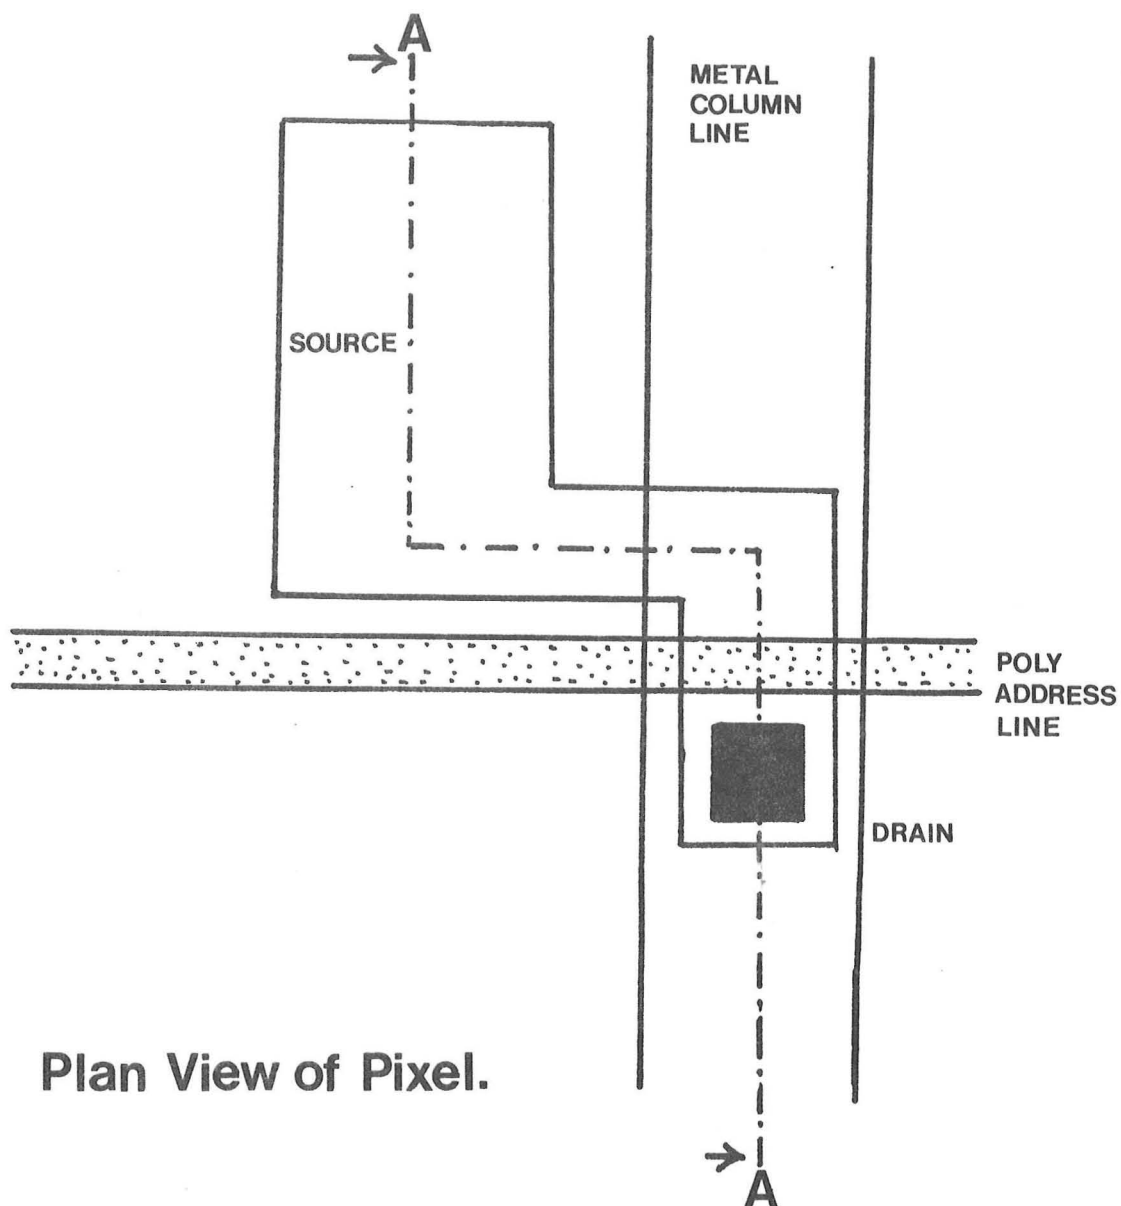 A
METAL
COLUMN
LINE
SOURCE
POLY
ADDRESS
LINE
DRAIN
Plan View of Pixel.
A